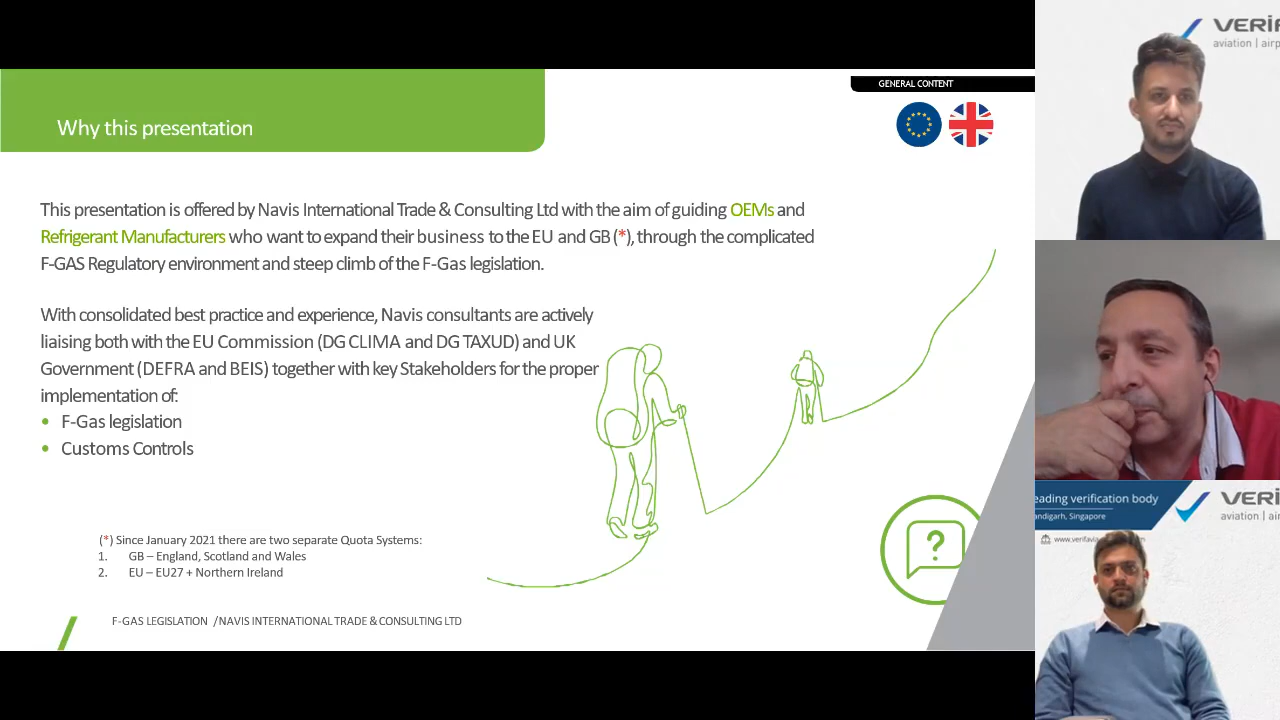 GENERAL CONTENT
Why this presentation
This presentation is offered by Navis International Trade & Consulting Ltd with the aim of guiding OEMs and
Refrigerant Manufacturers who want to expand their business to the EU and GB (*), through the complicated
F-GAS Regulatory environment and steep climb of the F-Gas legislation.
With consolidated best practice and experience, Navis consultants are actively
liaising both with the EU Commission (DG CLIMA and DG TAXUD) and UK
Government (DEFRA and BEIS) together with key Stakeholders for the proper
implementation of:
• F-Gas legislation
• Customs Controls
(*) Since January 2021 there are two separate Quota Systems:
1. GB – England, Scotland and Wales
2. EU – EU27 + Northern Ireland
F-GAS LEGISLATION /NAVIS INTERNATIONAL TRADE & CONSULTING LTD
?
VERIF
aviation | airp
eading verification body
ndigarh, Singapore
VERI
aviation | ai
www.verifavia